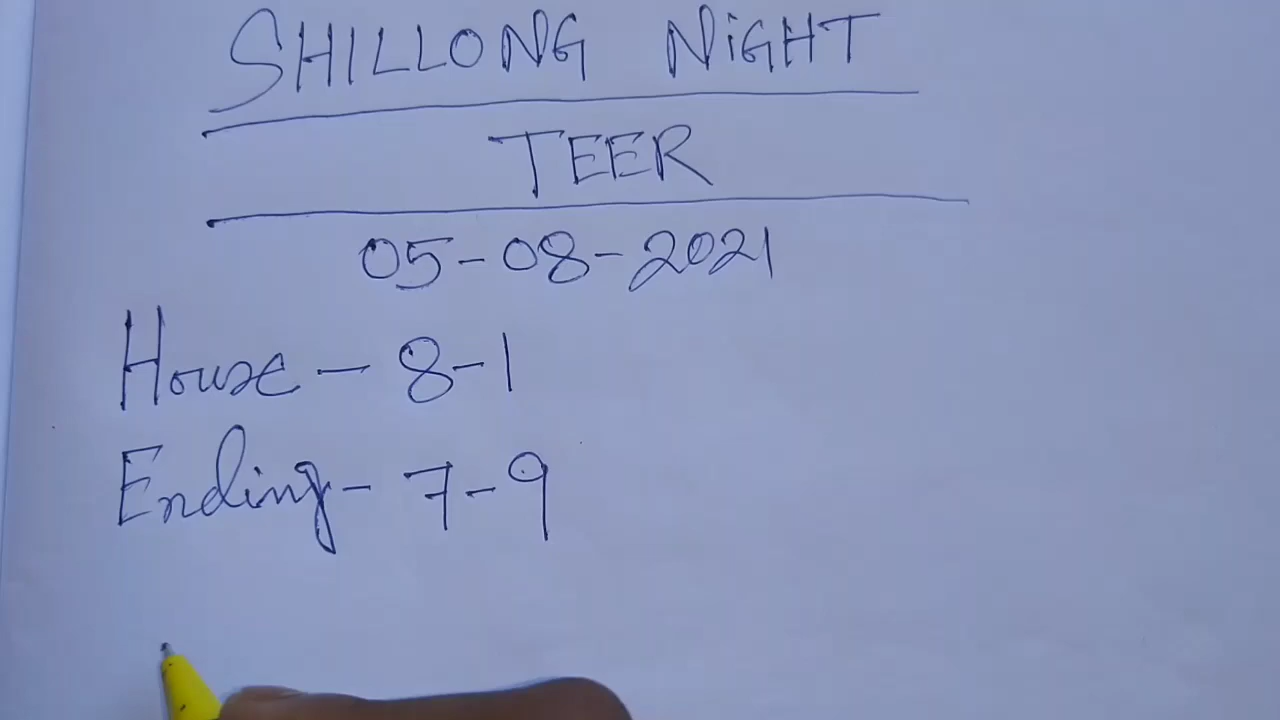 SHILLONG NiGHT
TEER
05-08-2021
House - 8-1
Ending - 7-9